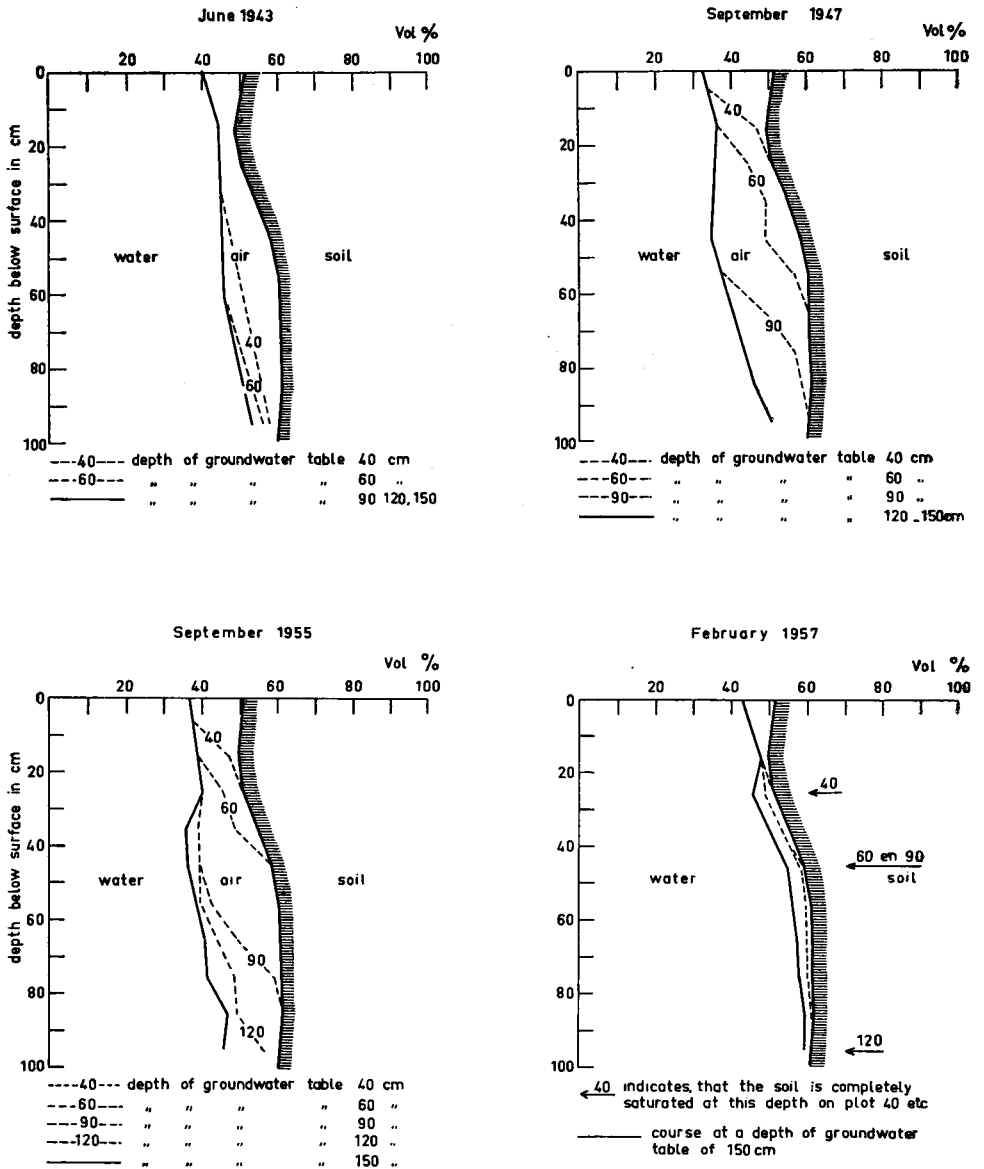 June 1943
Vol %
20 40 60 80 100
0
20
40
60
80
100
depth below surface in cm
water air soil
40
60
---40--- depth of groundwater table 40 cm
---60--- „ „ „ „ 60 „
„ „ „ „ 90 120,150
September 1947
Vol %
20 40 60 80 100
0
20
40
60
80
100
40
60
water air soil
90
---40--- depth of groundwater table 40 cm
---60--- „ „ „ „ 60 „
---90--- „ „ „ „ 90 „
„ „ „ „ 120 - 150cm
September 1955
Vol %
20 40 60 80 100
0
20
40
60
80
100
depth below surface in cm
40
60
water air soil
90
120
---40--- depth of groundwater table 40 cm
---60--- „ „ „ „ 60 „
---90--- „ „ „ „ 90 „
---120--- „ „ „ „ 120 „
„ „ „ „ 150 „
February 1957
Vol %
20 40 60 80 100
0
20
40
60
80
100
40
60 en 90
water soil
120
40 indicates, that the soil is completely
saturated at this depth on plot 40 etc
course at a depth of groundwater
table of 150 cm